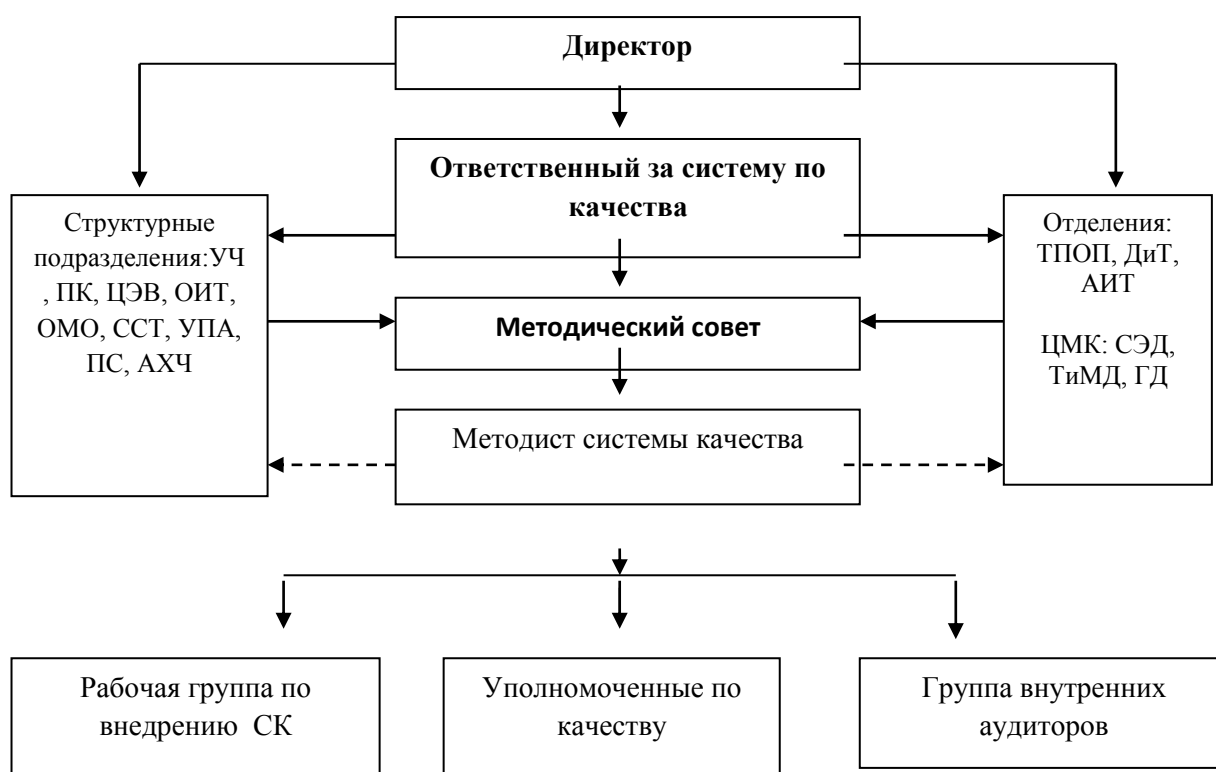 Директор
Ответственный за систему по
качества
Структурные
подразделения:УЧ
, ПК, ЦЭВ, ОИТ,
ОМО, ССТ, УПА,
ПС, АХЧ
Отделения:
ТПОП, ДиТ,
АИТ
ЦМК: СЭД,
ТиМД, ГД
Методический совет
Методист системы качества
Рабочая группа по
внедрению СК
Уполномоченные по
качеству
Группа внутренних
аудиторов